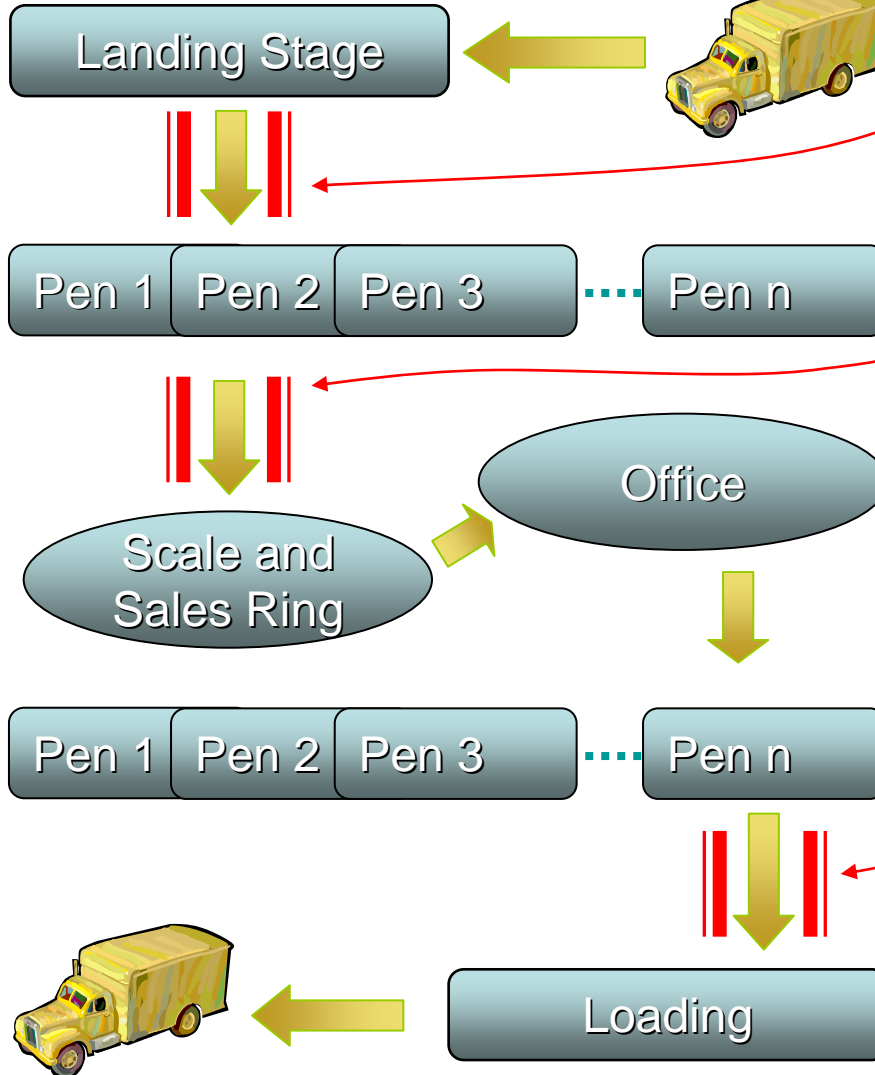 Landing Stage
Pen 1 Pen 2 Pen 3 Pen n
Office
Scale and
Sales Ring
Pen 1 Pen 2 Pen 3 Pen n
Loading